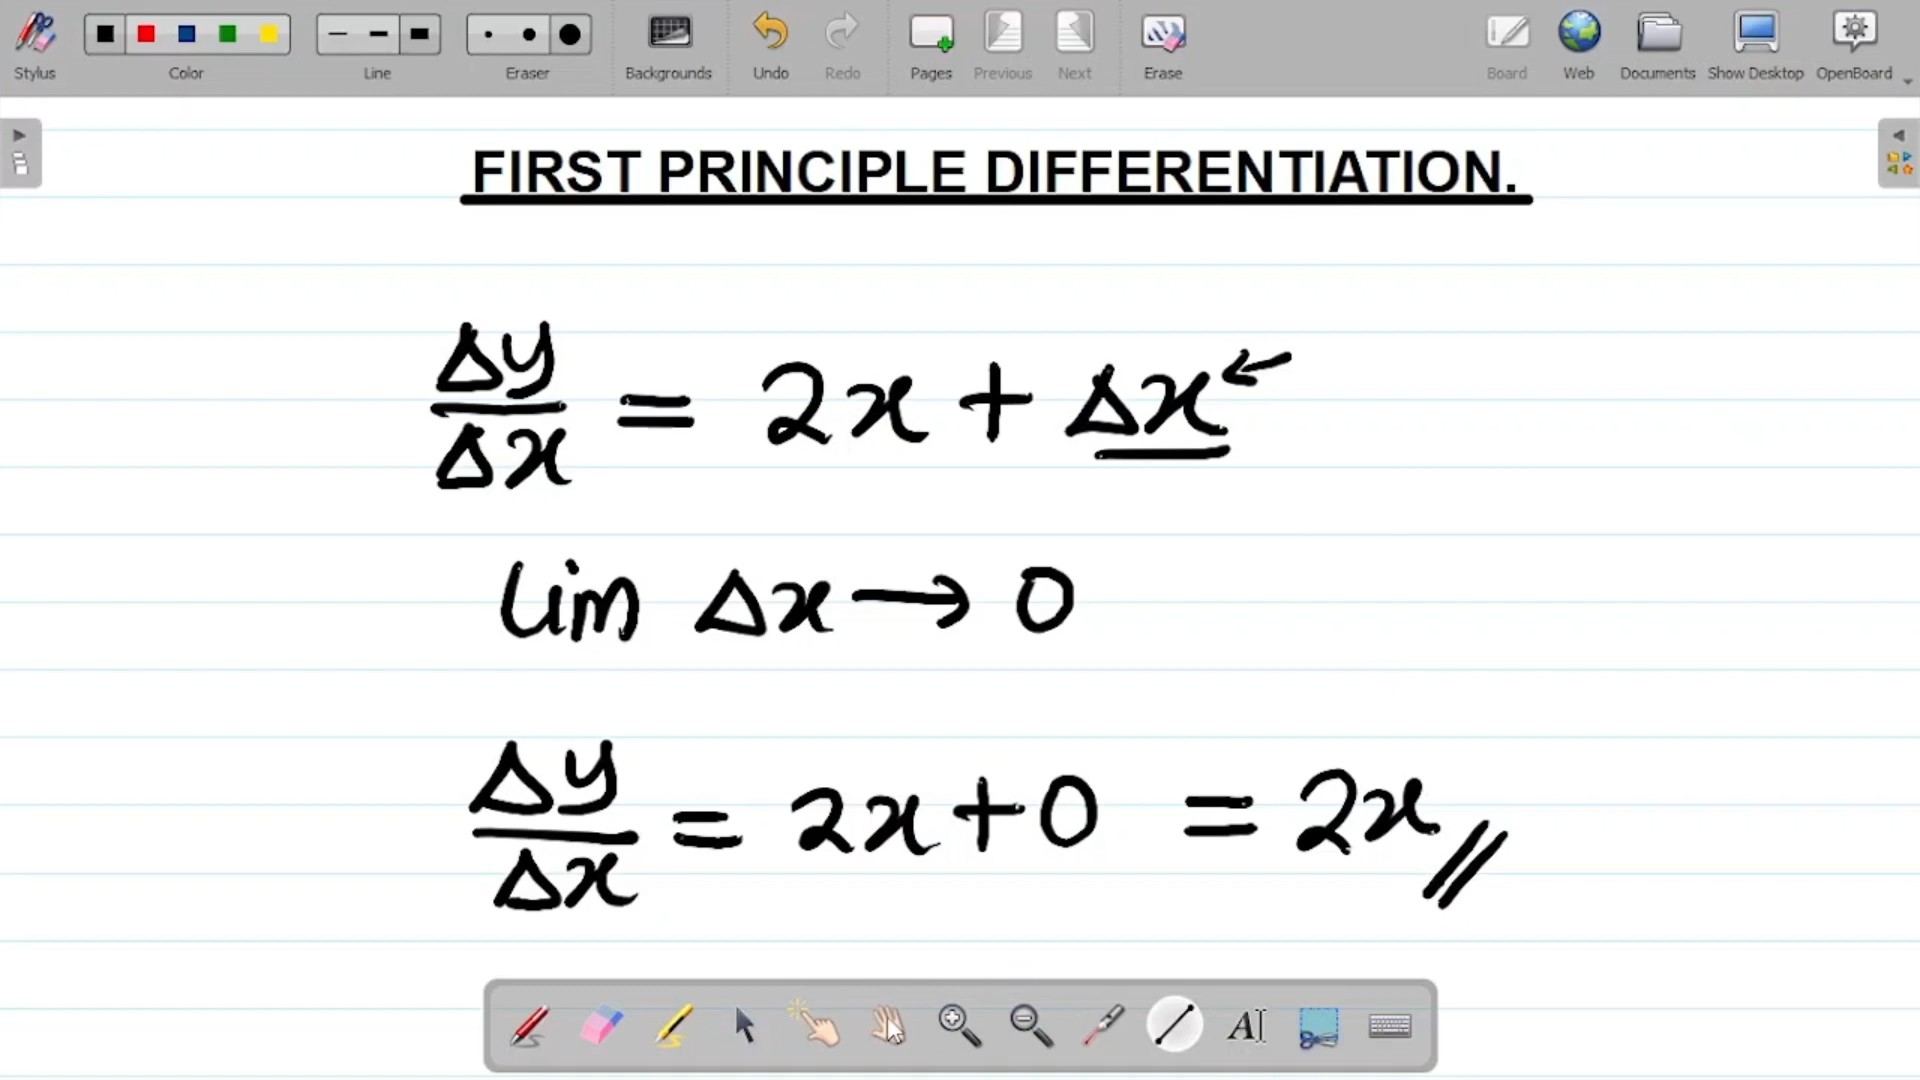 Stylus Color Line Eraser Backgrounds Undo Redo Pages Previous Next Erase Board Web Documents Show Desktop OpenBoard
FIRST PRINCIPLE DIFFERENTIATION.
Δy/Δx = 2x + Δx
lim Δx → 0
Δy/Δx = 2x + 0 = 2x
AI